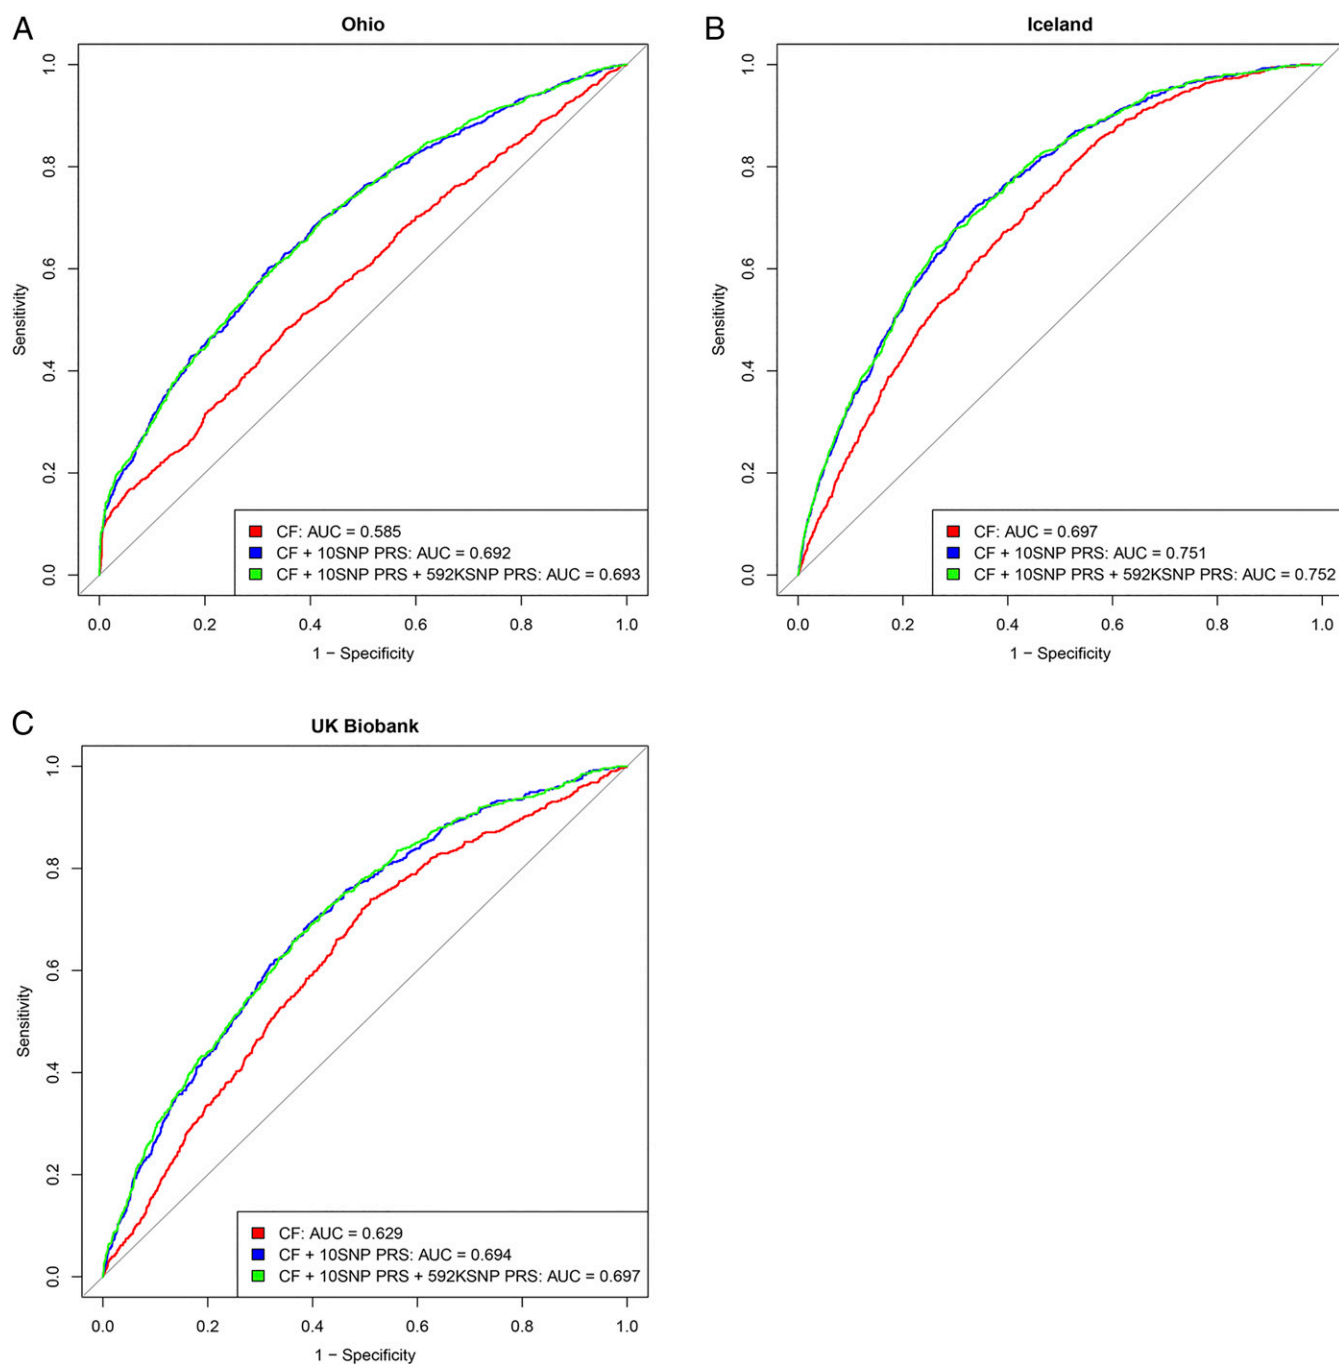 A
Ohio
Sensitivity
1.0
0.8
0.6
0.4
0.2
0.0
CF: AUC = 0.585
CF + 10SNP PRS: AUC = 0.692
CF + 10SNP PRS + 592KSNP PRS: AUC = 0.693
0.0 0.2 0.4 0.6 0.8 1.0
1 − Specificity
B
Iceland
Sensitivity
1.0
0.8
0.6
0.4
0.2
0.0
CF: AUC = 0.697
CF + 10SNP PRS: AUC = 0.751
CF + 10SNP PRS + 592KSNP PRS: AUC = 0.752
0.0 0.2 0.4 0.6 0.8 1.0
1 − Specificity
C
UK Biobank
Sensitivity
1.0
0.8
0.6
0.4
0.2
0.0
CF: AUC = 0.629
CF + 10SNP PRS: AUC = 0.694
CF + 10SNP PRS + 592KSNP PRS: AUC = 0.697
0.0 0.2 0.4 0.6 0.8 1.0
1 − Specificity